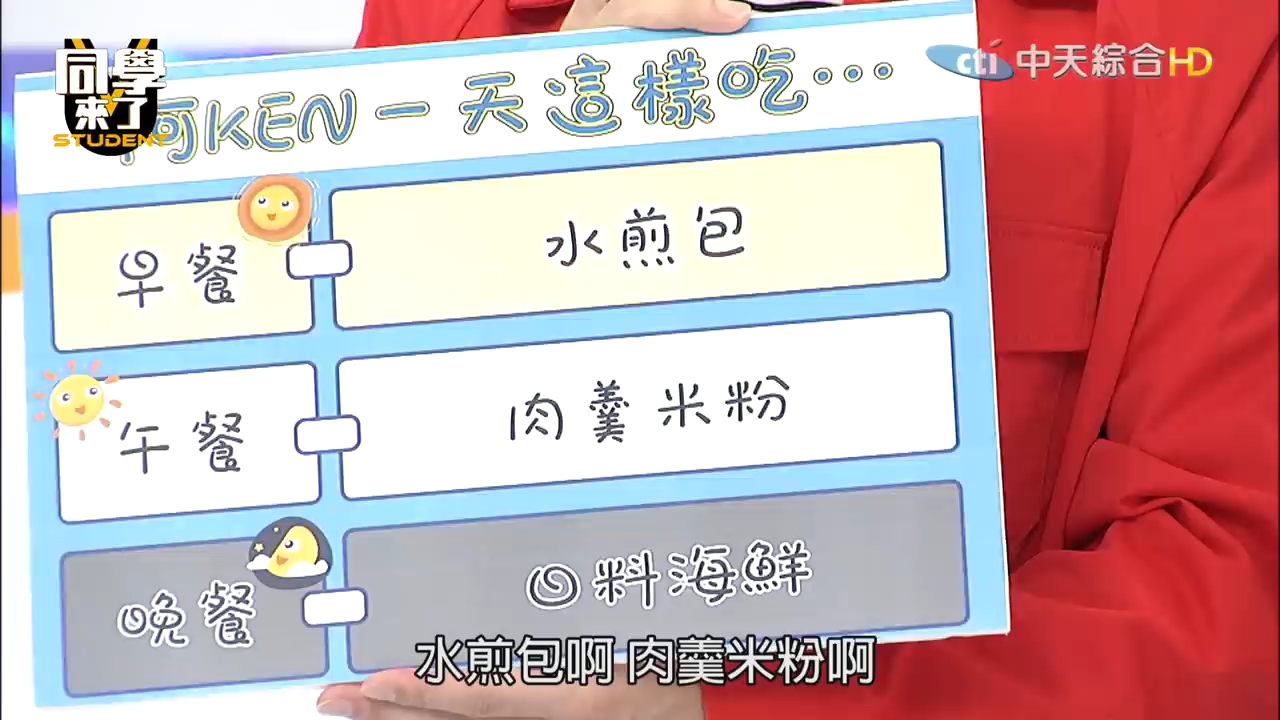 同學來了
STUDENT
cti 中天綜合HD
阿KEN一天這樣吃…
早餐
水煎包
午餐
肉羹米粉
晚餐
日料海鮮
水煎包啊 肉羹米粉啊